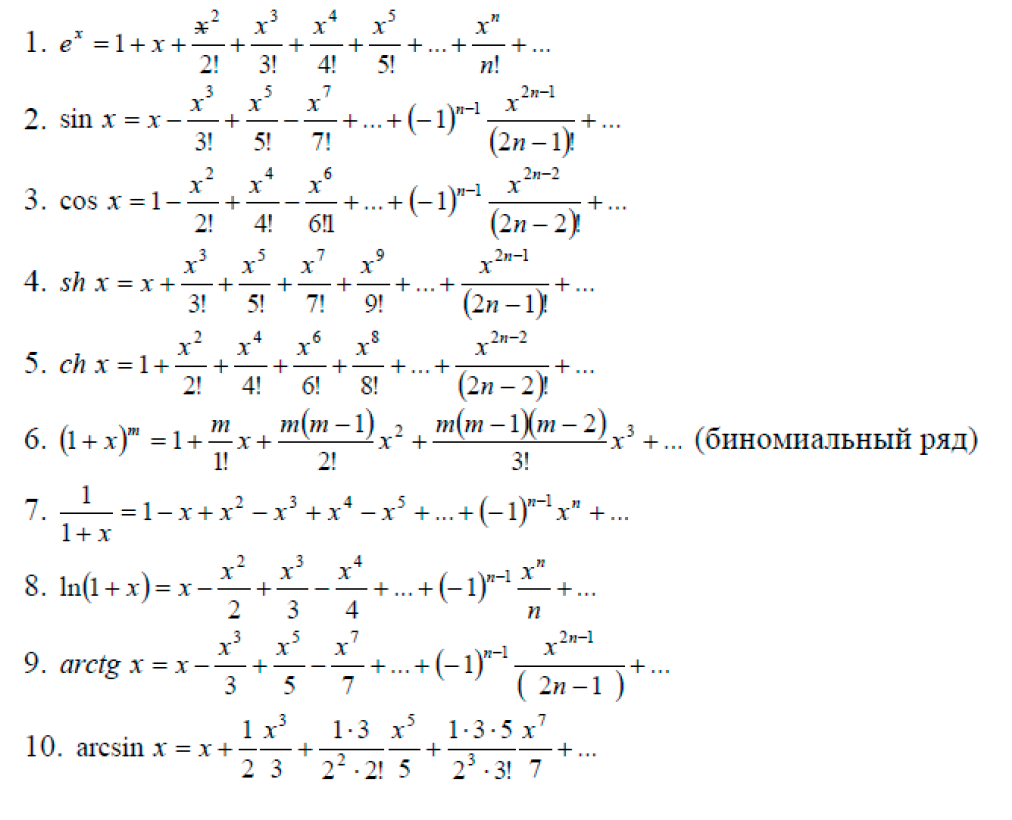 1. e^x = 1 + x + x^2/2! + x^3/3! + x^4/4! + x^5/5! + ... + x^n/n! + ...
2. sin x = x − x^3/3! + x^5/5! − x^7/7! + ... + (−1)^(n−1) x^(2n−1)/(2n−1)! + ...
3. cos x = 1 − x^2/2! + x^4/4! − x^6/6!1 + ... + (−1)^(n−1) x^(2n−2)/(2n−2)! + ...
4. sh x = x + x^3/3! + x^5/5! + x^7/7! + x^9/9! + ... + x^(2n−1)/(2n−1)! + ...
5. ch x = 1 + x^2/2! + x^4/4! + x^6/6! + x^8/8! + ... + x^(2n−2)/(2n−2)! + ...
6. (1 + x)^m = 1 + m/1! x + m(m−1)/2! x^2 + m(m−1)(m−2)/3! x^3 + ... (биномиальный ряд)
7. 1/(1+x) = 1 − x + x^2 − x^3 + x^4 − x^5 + ... + (−1)^(n−1) x^n + ...
8. ln(1 + x) = x − x^2/2 + x^3/3 − x^4/4 + ... + (−1)^(n−1) x^n/n + ...
9. arctg x = x − x^3/3 + x^5/5 − x^7/7 + ... + (−1)^(n−1) x^(2n−1)/( 2n−1 ) + ...
10. arcsin x = x + 1/2 x^3/3 + 1·3/(2^2·2!) x^5/5 + 1·3·5/(2^3·3!) x^7/7 + ...